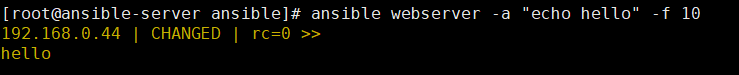 [root@ansible-server ansible]# ansible webserver -a "echo hello" -f 10
192.168.0.44 | CHANGED | rc=0 >>
hello